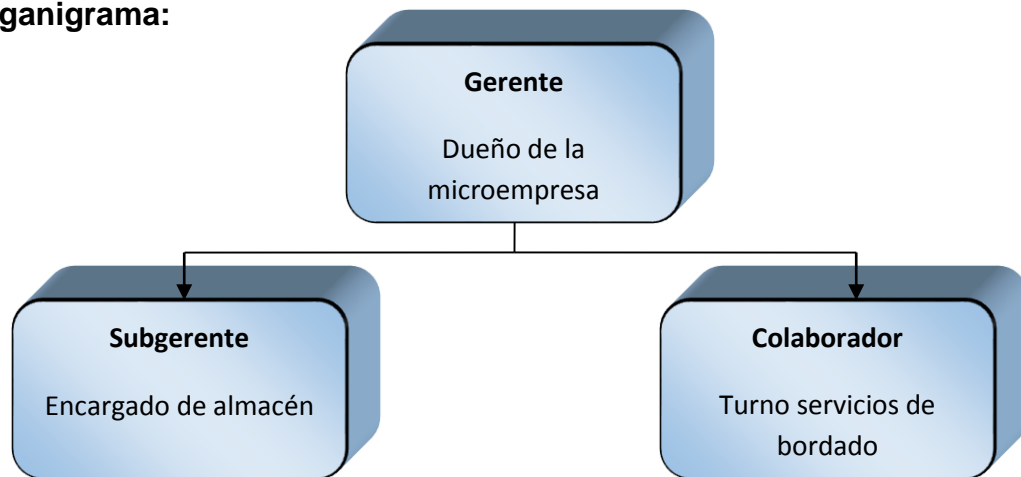 ganigrama:
Gerente
Dueño de la
microempresa
Subgerente
Encargado de almacén
Colaborador
Turno servicios de
bordado